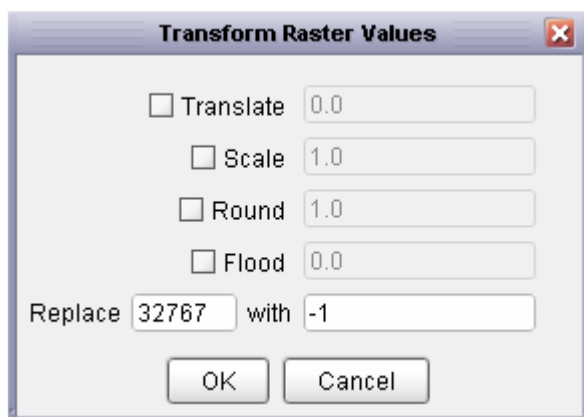 Transform Raster Values
Translate 0.0
Scale 1.0
Round 1.0
Flood 0.0
Replace 32767 with -1
OK Cancel